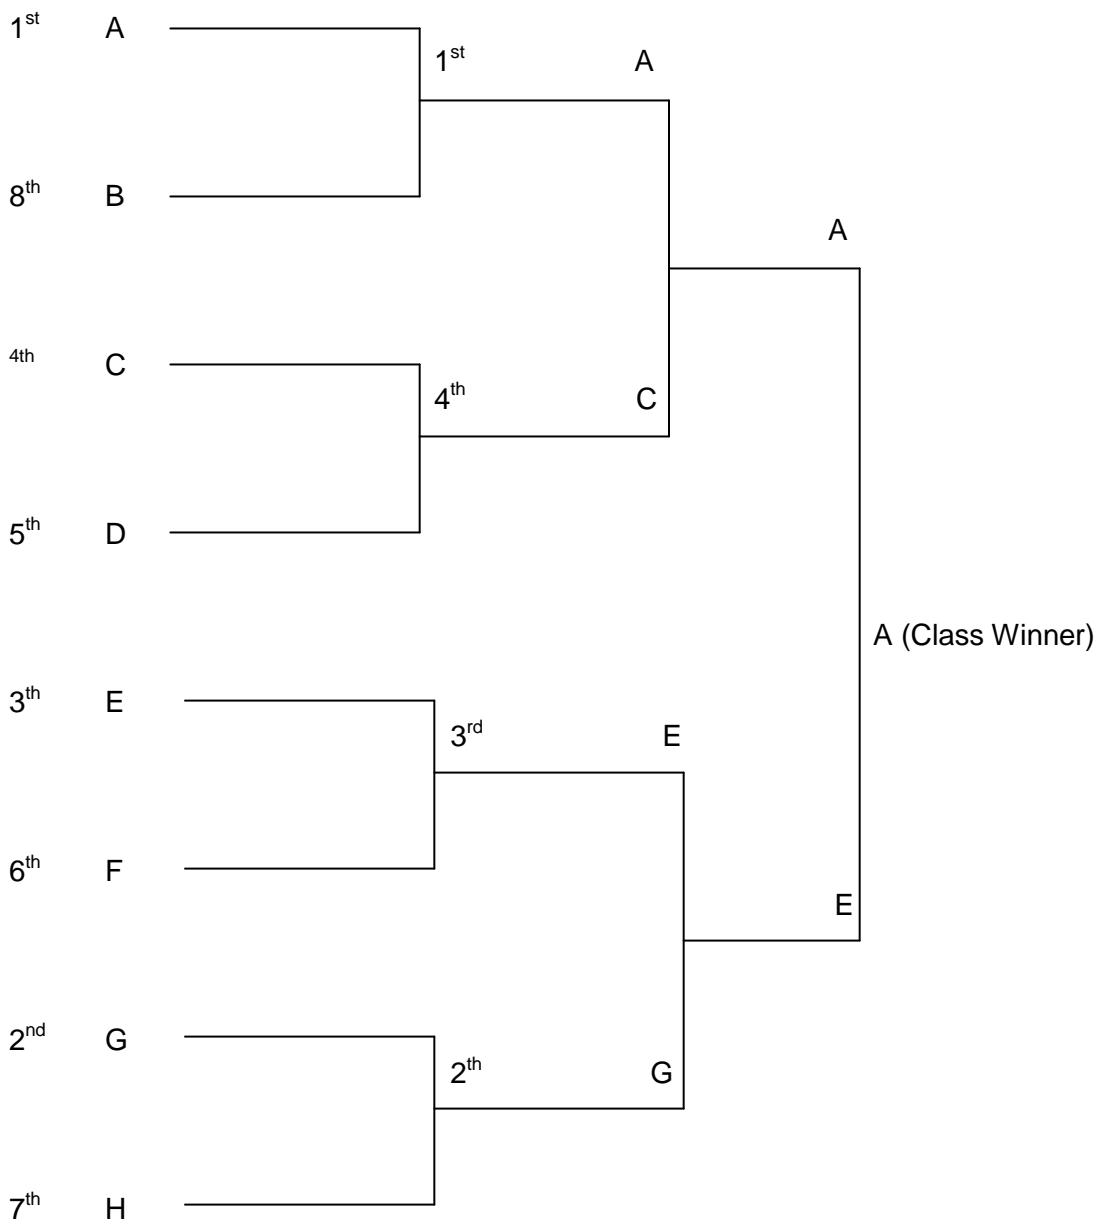 1st A
1st A
8th B
A
4th C
4th C
5th D
A (Class Winner)
3th E
3rd E
6th F
E
2nd G
2th G
7th H